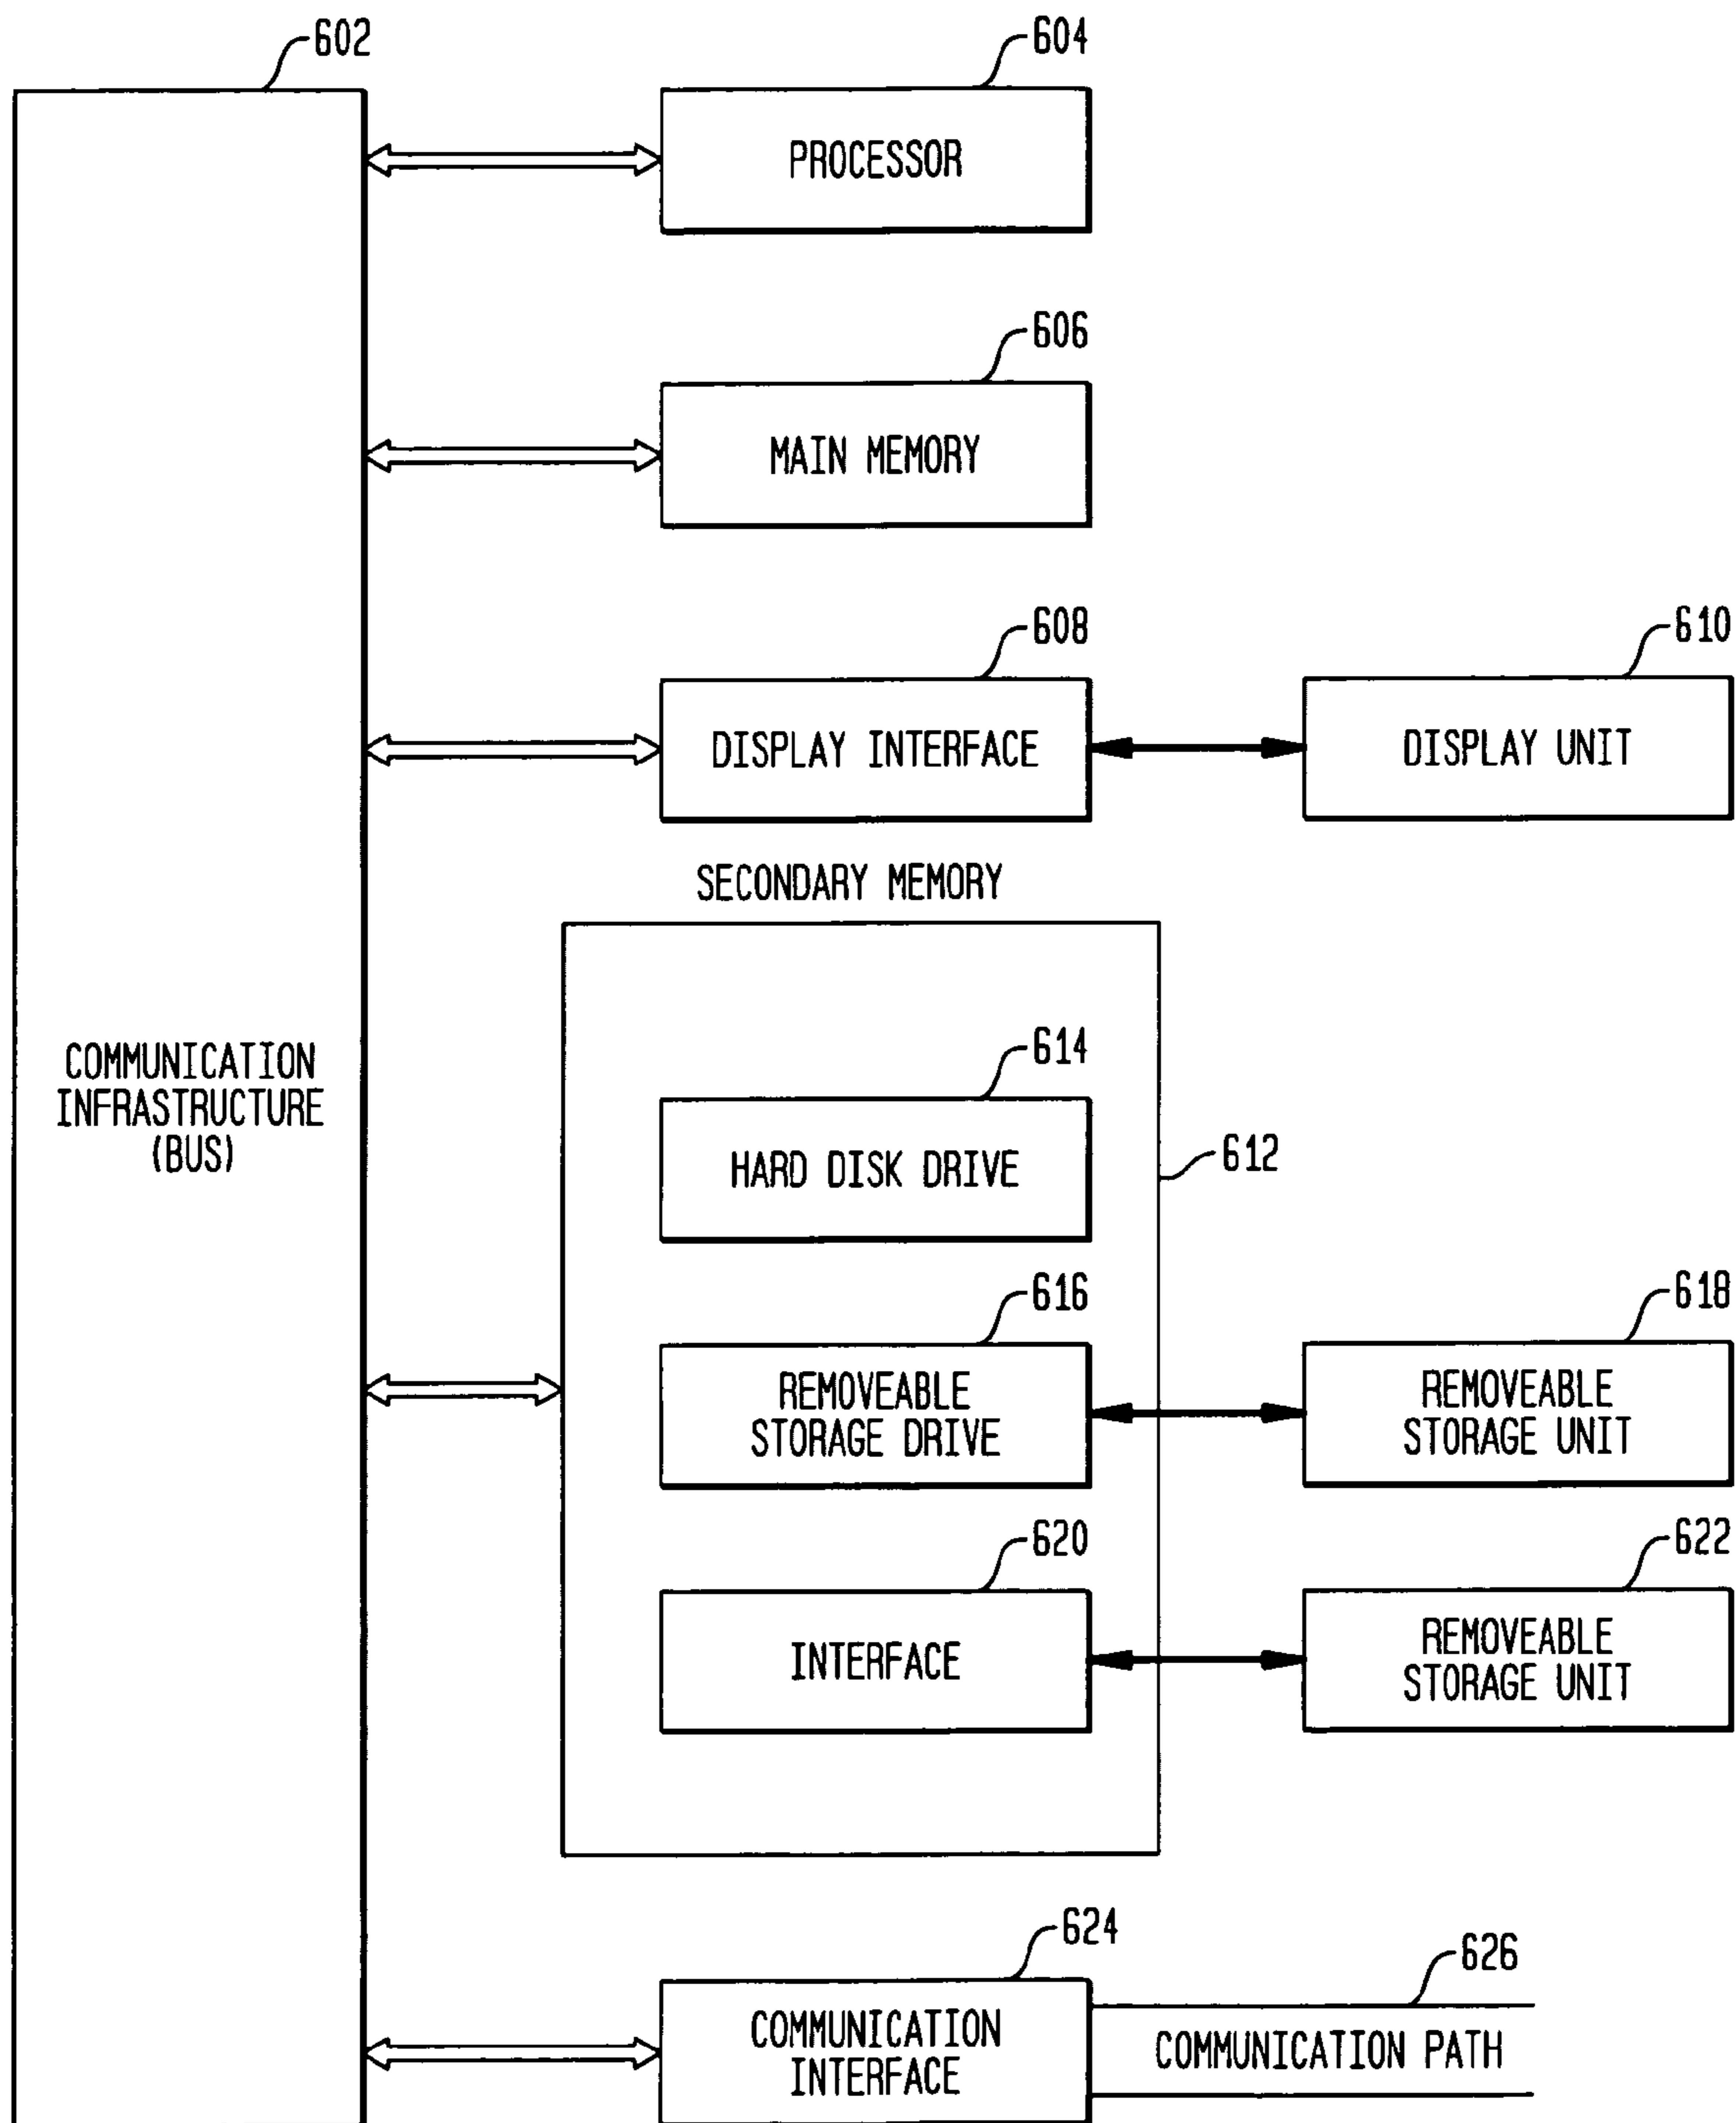 602
604
PROCESSOR
606
MAIN MEMORY
608
610
DISPLAY INTERFACE
DISPLAY UNIT
SECONDARY MEMORY
COMMUNICATION
INFRASTRUCTURE
(BUS)
614
HARD DISK DRIVE
612
616
618
REMOVEABLE
STORAGE DRIVE
REMOVEABLE
STORAGE UNIT
620
622
INTERFACE
REMOVEABLE
STORAGE UNIT
624
626
COMMUNICATION
INTERFACE
COMMUNICATION PATH